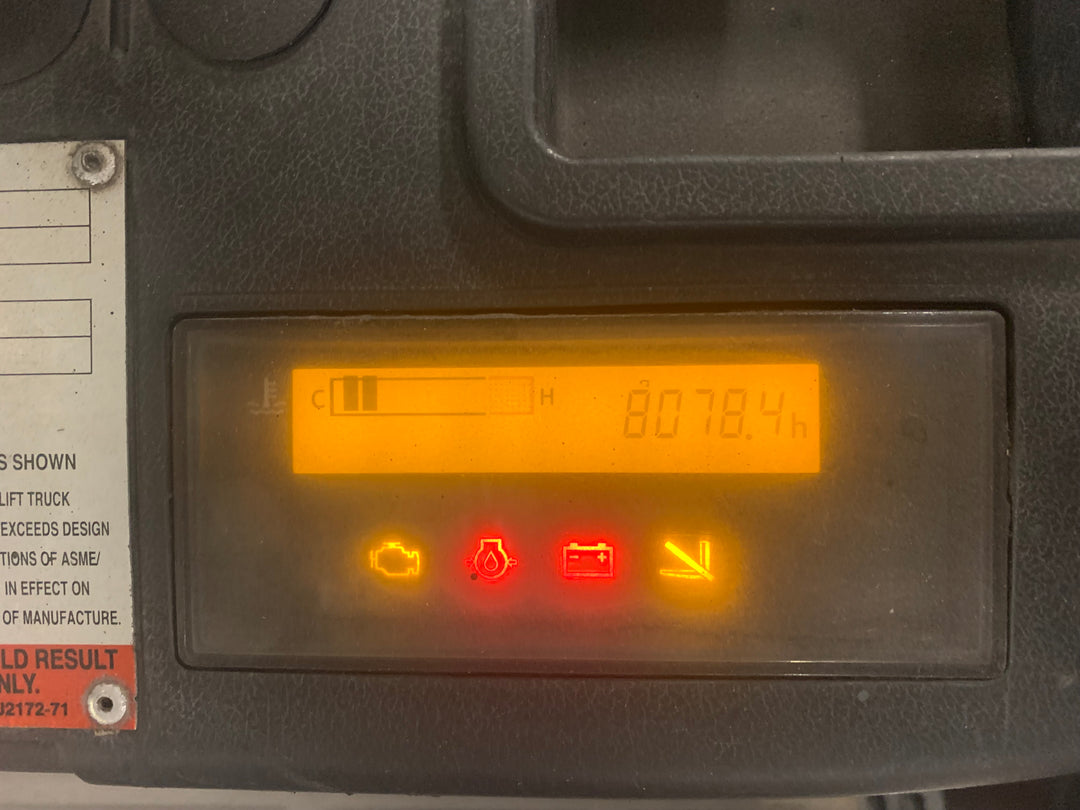 C H 8078.4h
S SHOWN
LIFT TRUCK
EXCEEDS DESIGN
TIONS OF ASME/
IN EFFECT ON
OF MANUFACTURE.
LD RESULT
NLY.
J2172-71